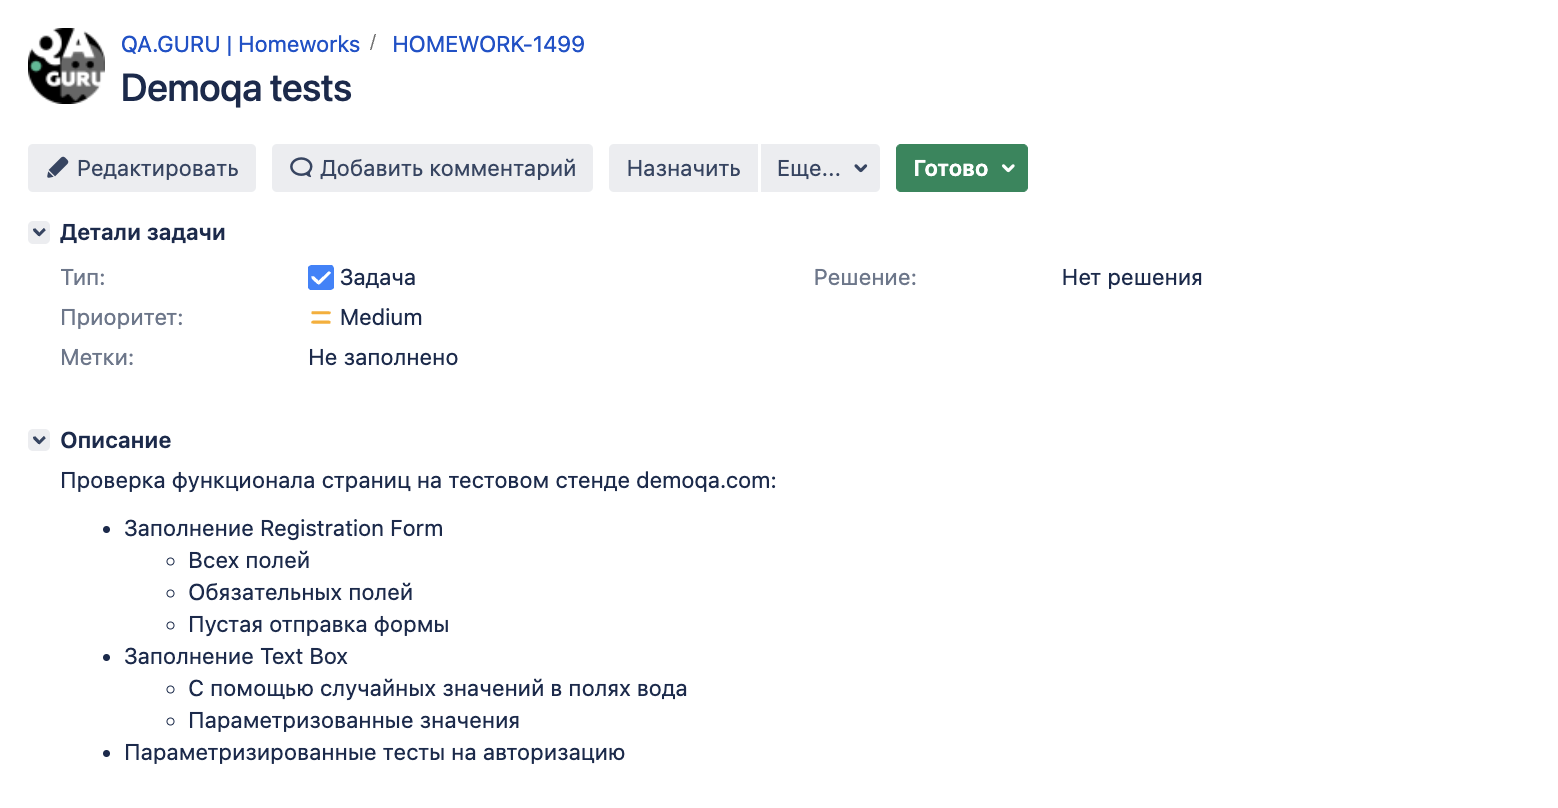 QA
GURU
QA.GURU | Homeworks / HOMEWORK-1499
Demoqa tests
Редактировать Добавить комментарий Назначить Еще... Готово
Детали задачи
Тип: Задача Решение: Нет решения
Приоритет: Medium
Метки: Не заполнено
Описание
Проверка функционала страниц на тестовом стенде demoqa.com:
• Заполнение Registration Form
◦ Всех полей
◦ Обязательных полей
◦ Пустая отправка формы
• Заполнение Text Box
◦ С помощью случайных значений в полях вода
◦ Параметризованные значения
• Параметризированные тесты на авторизацию